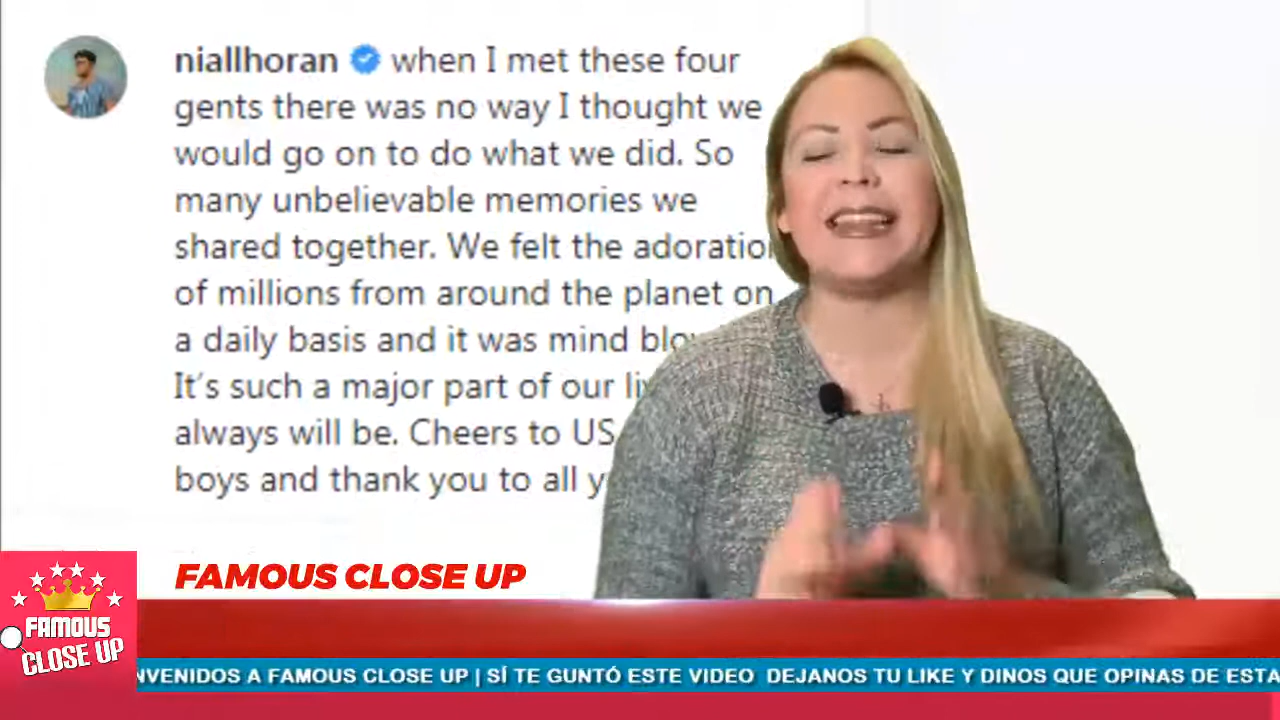 niallhoran when I met these four
gents there was no way I thought we
would go on to do what we did. So
many unbelievable memories we
shared together. We felt the adoratio
of millions from around the planet on
a daily basis and it was mind
It's such a major part of our
always will be. Cheers to US
boys and thank you to all
FAMOUS CLOSE UP
FAMOUS
CLOSE UP
NVENIDOS A FAMOUS CLOSE UP | SÍ TE GUNTÓ ESTE VIDEO DEJANOS TU LIKE Y DINOS QUE OPINAS DE ESTA